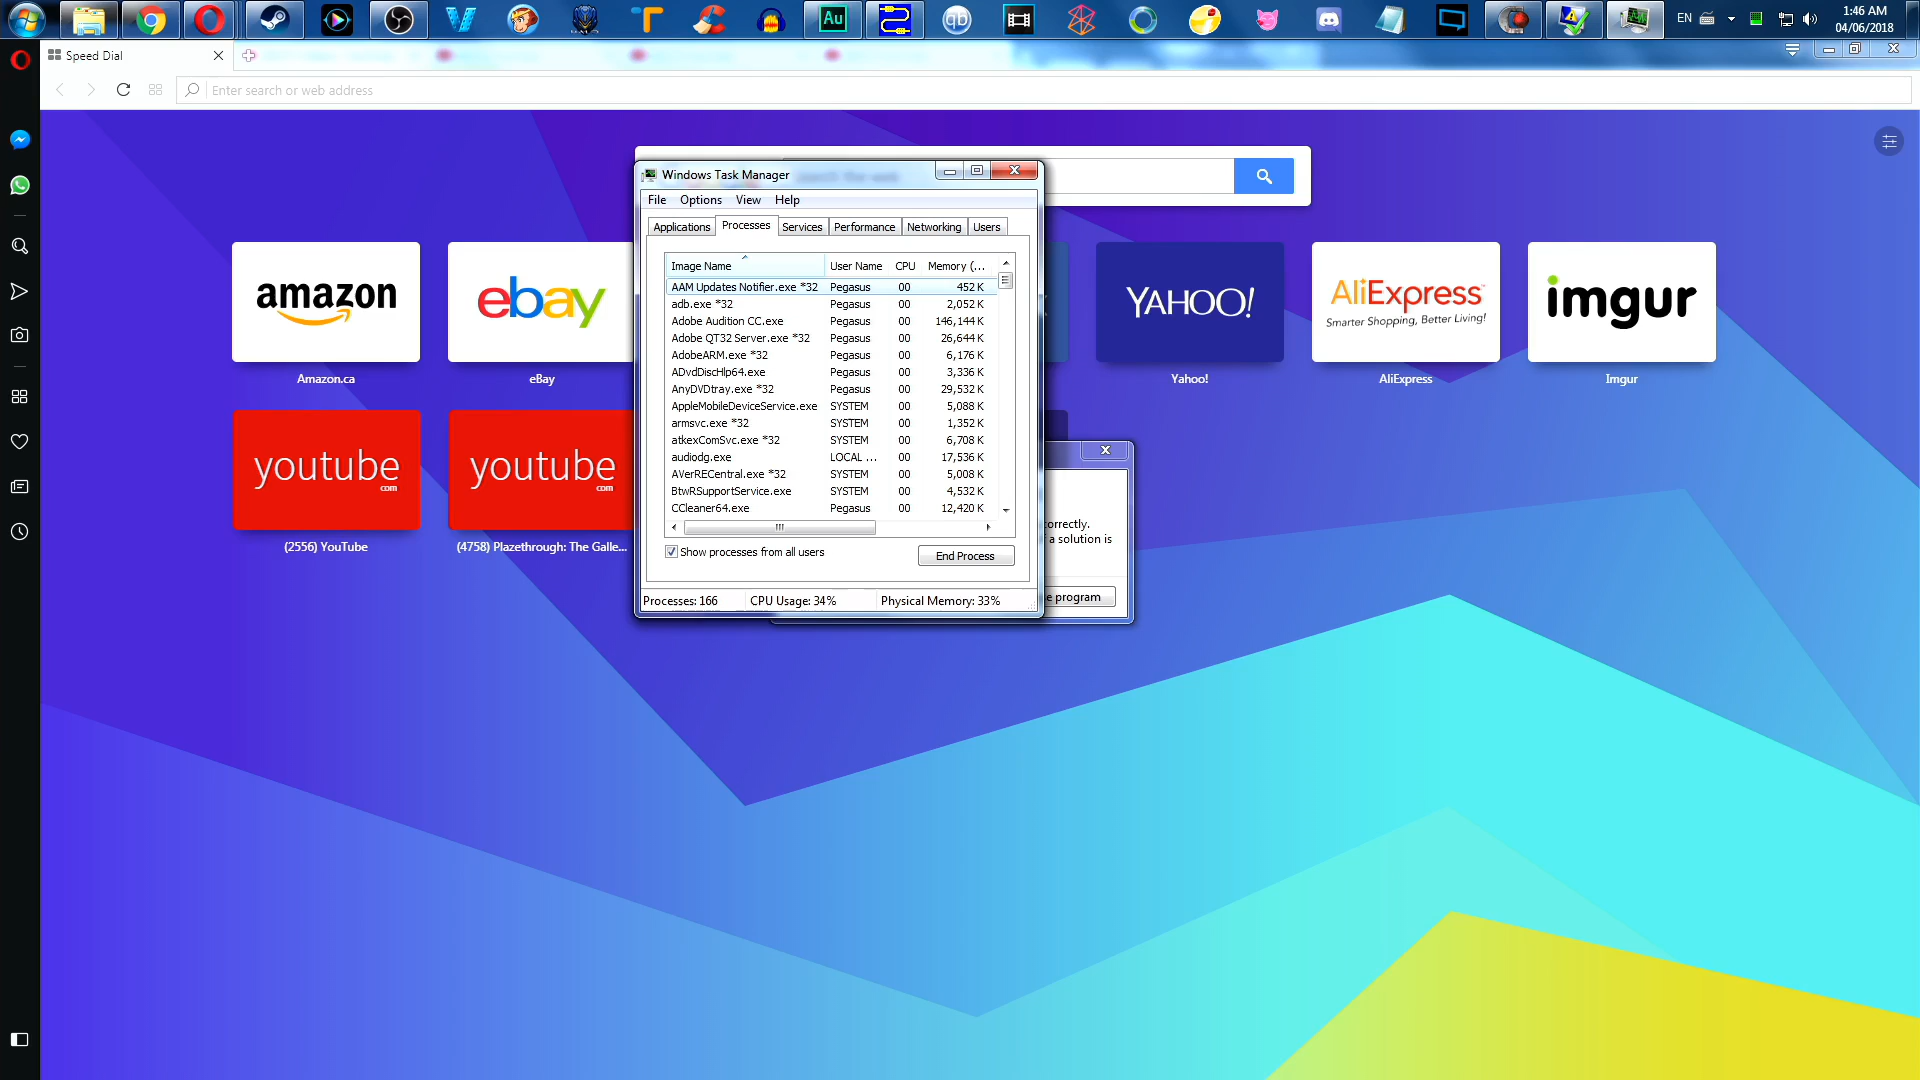 Au
qb
EN
1:46 AM
04/06/2018
Speed Dial
Enter search or web address
Windows Task Manager
File Options View Help
Applications Processes Services Performance Networking Users
Image Name User Name CPU Memory (...
AAM Updates Notifier.exe *32 Pegasus 00 452 K
adb.exe *32 Pegasus 00 2,052 K
Adobe Audition CC.exe Pegasus 00 146,144 K
Adobe QT32 Server.exe *32 Pegasus 00 26,644 K
AdobeARM.exe *32 Pegasus 00 6,176 K
ADvdDiscHlp64.exe Pegasus 00 3,336 K
AnyDVDtray.exe *32 Pegasus 00 29,532 K
AppleMobileDeviceService.exe SYSTEM 00 5,088 K
armsvc.exe *32 SYSTEM 00 1,352 K
atkexComSvc.exe *32 SYSTEM 00 6,708 K
audiodg.exe LOCAL ... 00 17,536 K
AVerRECentral.exe *32 SYSTEM 00 5,008 K
BtwRSupportService.exe SYSTEM 00 4,532 K
CCleaner64.exe Pegasus 00 12,420 K
Show processes from all users
End Process
Processes: 166 CPU Usage: 34% Physical Memory: 33%
orrectly.
a solution is
e program
amazon
Amazon.ca
ebay
eBay
YAHOO!
Yahoo!
AliExpress
Smarter Shopping, Better Living!
AliExpress
imgur
Imgur
youtube
.com
(2556) YouTube
youtube
.com
(4758) Plazethrough: The Galle...